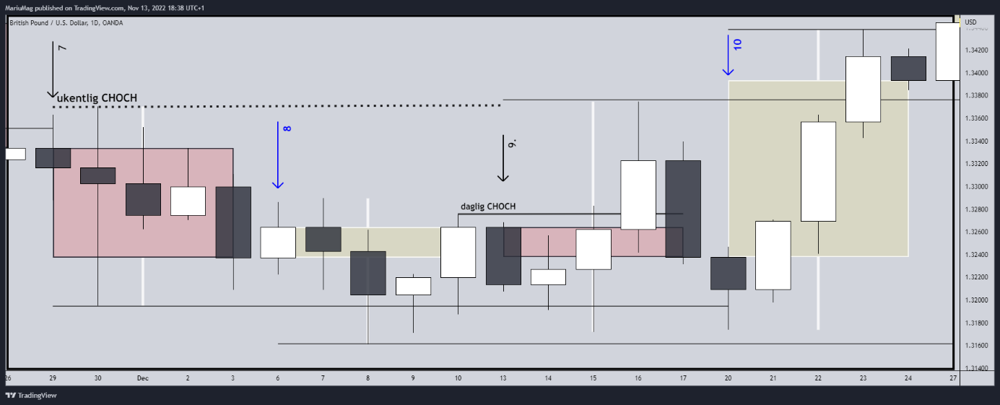 MariuMag published on TradingView.com, Nov 13, 2022 18:38 UTC+1
British Pound / U.S. Dollar, 1D, OANDA
USD
7
ukentlig CHOCH
8
9.
daglig CHOCH
10
1.34400
1.34200
1.34000
1.33800
1.33600
1.33400
1.33200
1.33000
1.32800
1.32600
1.32400
1.32200
1.32000
1.31800
1.31600
1.31400
26 29 30 Dec 2 3 6 7 8 9 10 13 14 15 16 17 20 21 22 23 24 27
TradingView